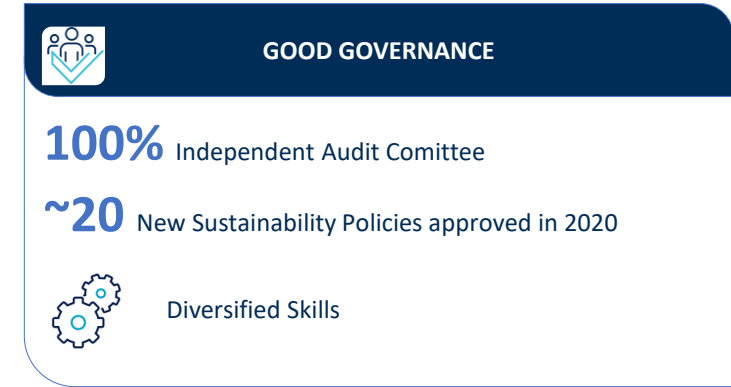 GOOD GOVERNANCE
100% Independent Audit Comittee
~20 New Sustainability Policies approved in 2020
Diversified Skills